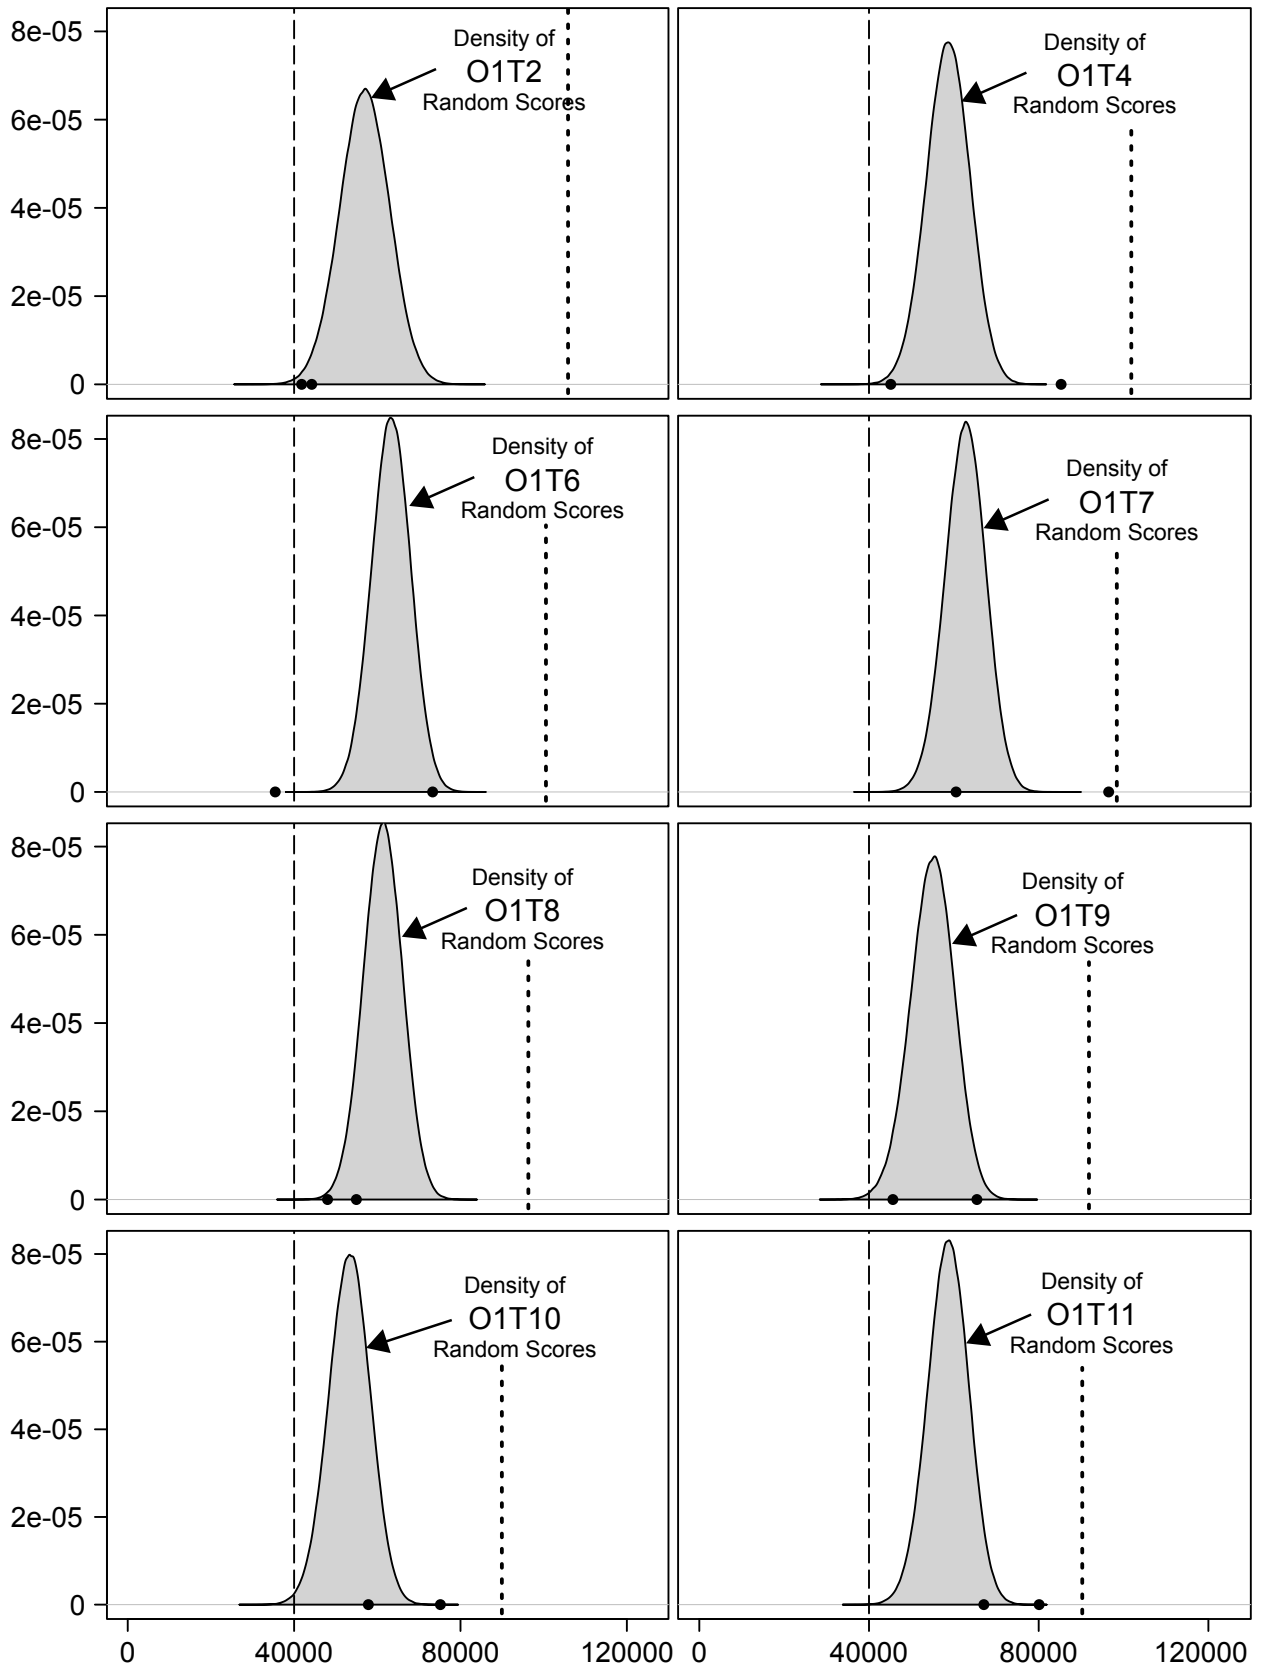 8e-05
6e-05
4e-05
2e-05
0
Density of
O1T2
Random Scores
Density of
O1T4
Random Scores
8e-05
6e-05
4e-05
2e-05
0
Density of
O1T6
Random Scores
Density of
O1T7
Random Scores
8e-05
6e-05
4e-05
2e-05
0
Density of
O1T8
Random Scores
Density of
O1T9
Random Scores
8e-05
6e-05
4e-05
2e-05
0
Density of
O1T10
Random Scores
Density of
O1T11
Random Scores
0 40000 80000 120000 0 40000 80000 120000